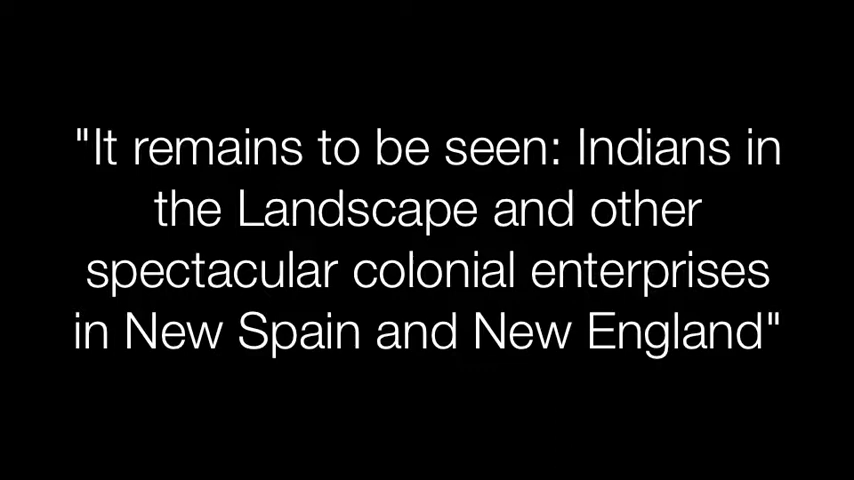 "It remains to be seen: Indians in
the Landscape and other
spectacular colonial enterprises
in New Spain and New England"